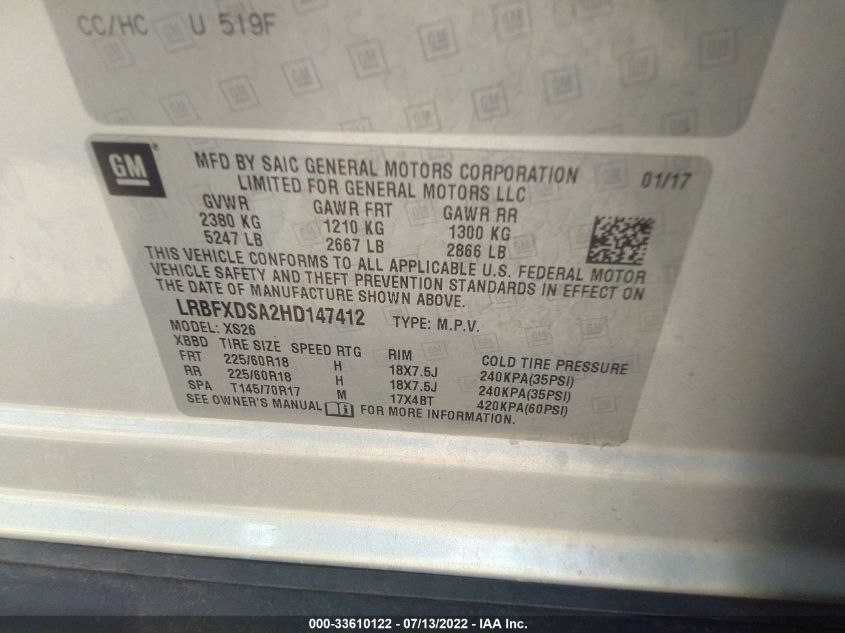 CC/HC U 519F
GM
MFD BY SAIC GENERAL MOTORS CORPORATION 01/17
LIMITED FOR GENERAL MOTORS LLC
GVWR GAWR FRT GAWR RR
2380 KG 1210 KG 1300 KG
5247 LB 2667 LB 2866 LB
THIS VEHICLE CONFORMS TO ALL APPLICABLE U.S. FEDERAL MOTOR
VEHICLE SAFETY AND THEFT PREVENTION STANDARDS IN EFFECT ON
THE DATE OF MANUFACTURE SHOWN ABOVE.
LRBFXDSA2HD147412 TYPE: M.P.V.
MODEL: XS26
XBBD TIRE SIZE SPEED RTG RIM COLD TIRE PRESSURE
FRT 225/60R18 H 18X7.5J 240KPA(35PSI)
RR 225/60R18 H 18X7.5J 240KPA(35PSI)
SPA T145/70R17 M 17X4BT 420KPA(60PSI)
SEE OWNER'S MANUAL FOR MORE INFORMATION.
000-33610122 - 07/13/2022 - IAA Inc.